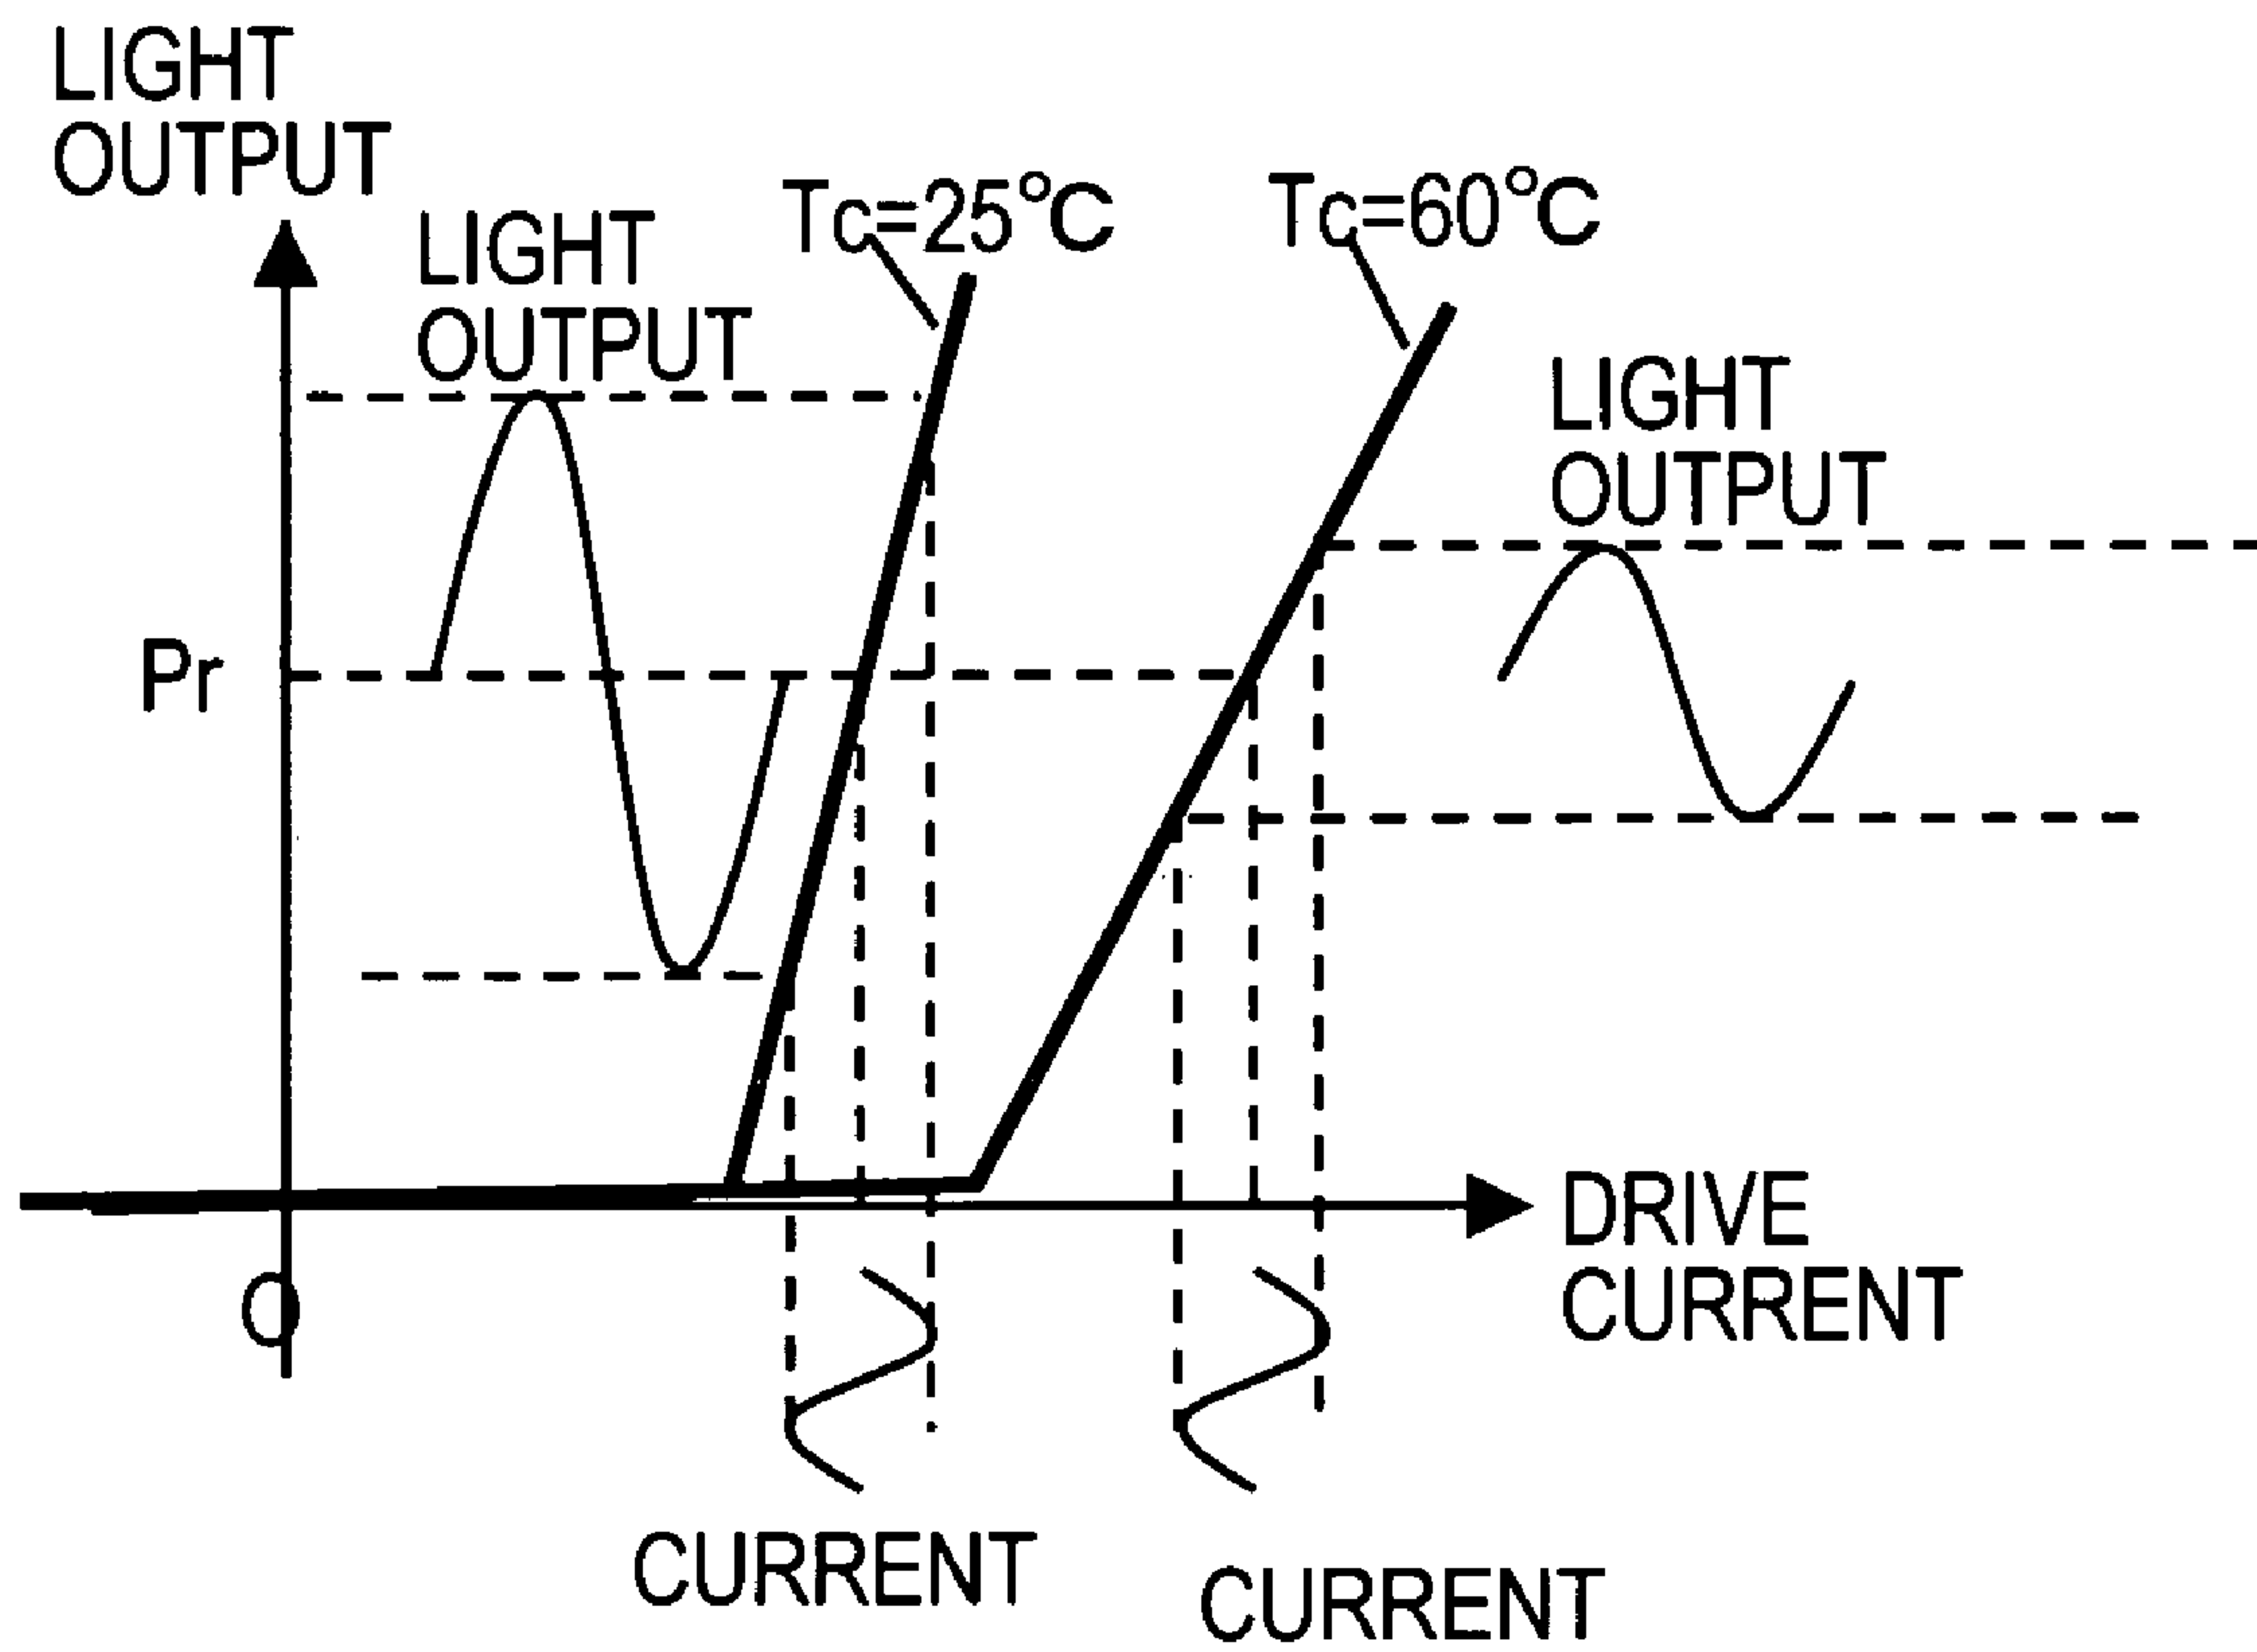 LIGHT
OUTPUT
LIGHT
OUTPUT
Tc=25°C
Tc=60°C
LIGHT
OUTPUT
Pr
O
DRIVE
CURRENT
CURRENT
CURRENT